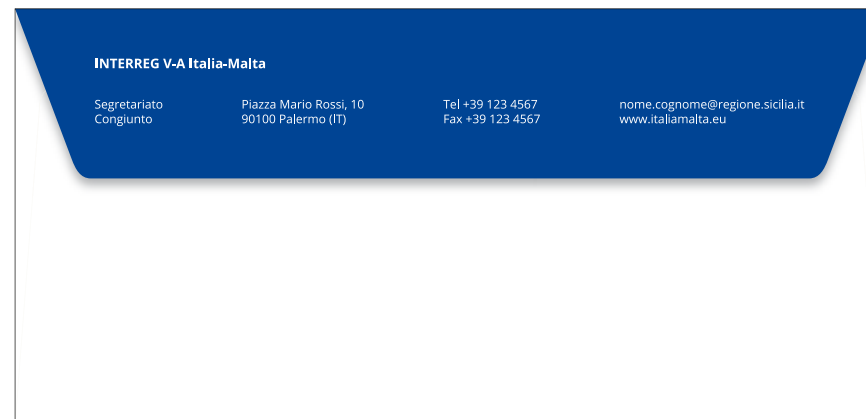 INTERREG V-A Italia-Malta
Segretariato
Congiunto
Piazza Mario Rossi, 10
90100 Palermo (IT)
Tel +39 123 4567
Fax +39 123 4567
nome.cognome@regione.sicilia.it
www.italiamalta.eu